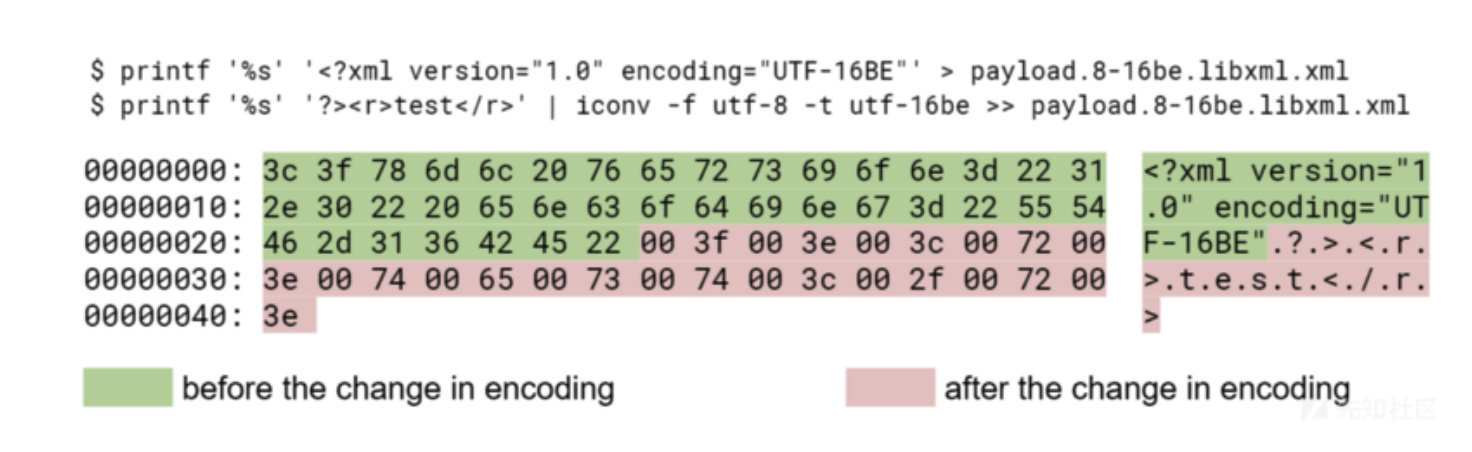 $ printf '%s' '<?xml version="1.0" encoding="UTF-16BE"' > payload.8-16be.libxml.xml
$ printf '%s' '?><r>test</r>' | iconv -f utf-8 -t utf-16be >> payload.8-16be.libxml.xml
00000000: 3c 3f 78 6d 6c 20 76 65 72 73 69 6f 6e 3d 22 31 <?xml version="1
00000010: 2e 30 22 20 65 6e 63 6f 64 69 6e 67 3d 22 55 54 .0" encoding="UT
00000020: 46 2d 31 36 42 45 22 00 3f 00 3e 00 3c 00 72 00 F-16BE".?.>.<.r.
00000030: 3e 00 74 00 65 00 73 00 74 00 3c 00 2f 00 72 00 >.t.e.s.t.<./.r.
00000040: 3e >
before the change in encoding after the change in encoding
先知社区